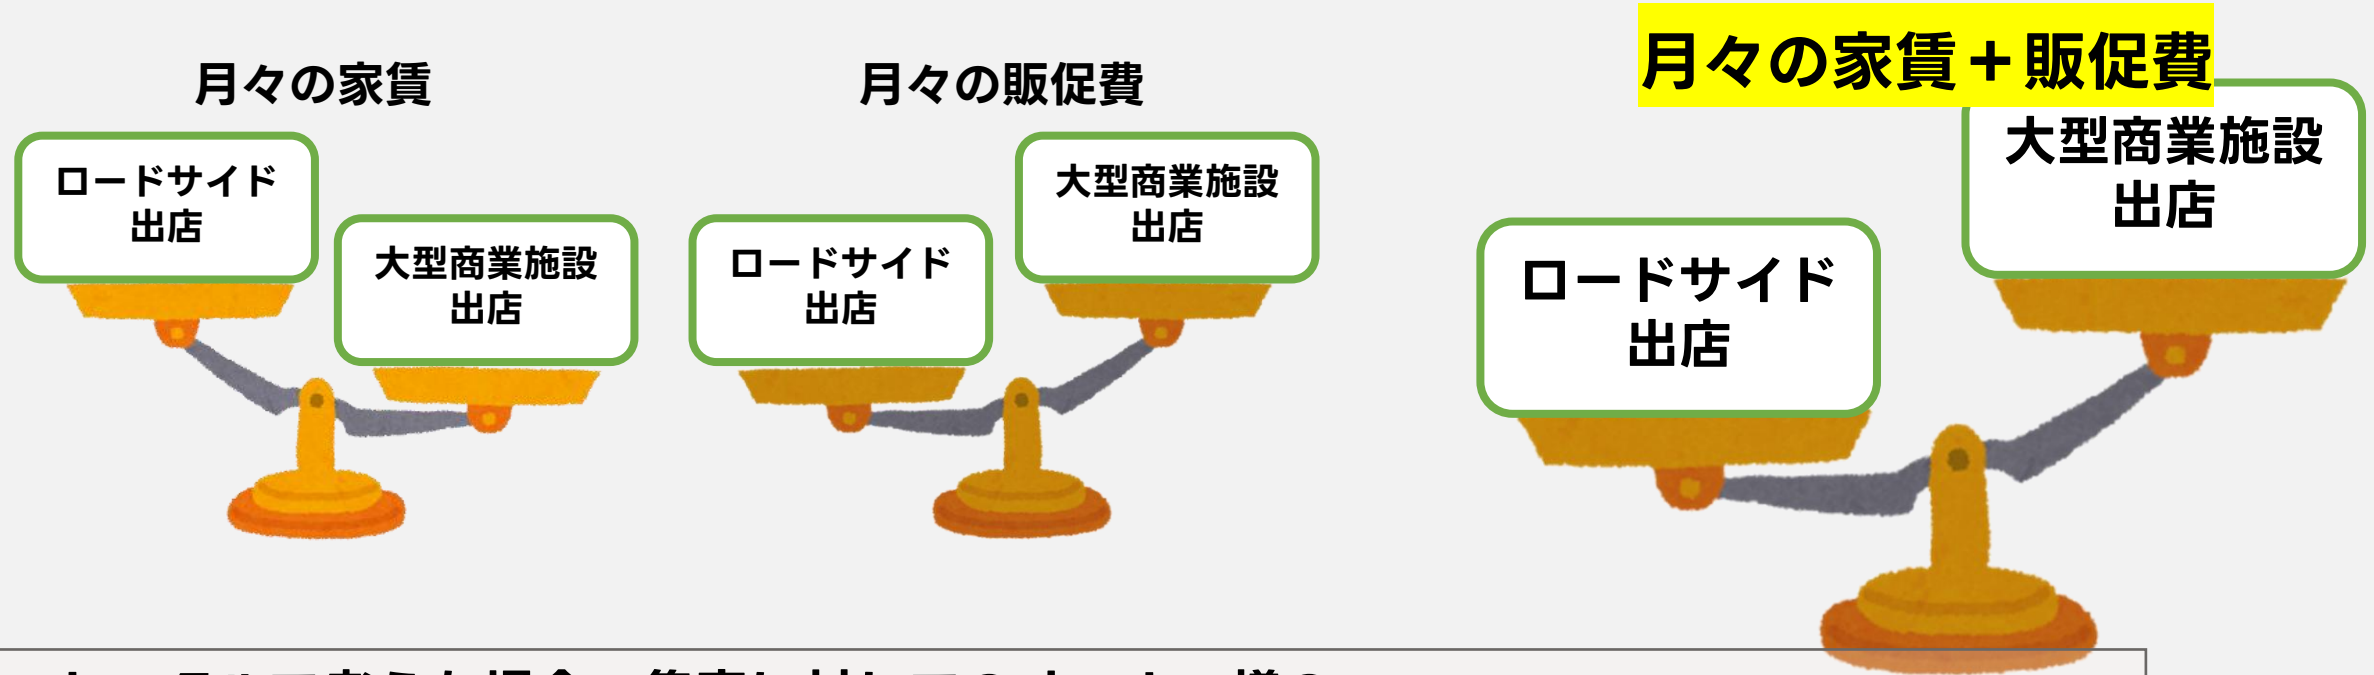 月々の家賃
ロードサイド
出店
大型商業施設
出店
月々の販促費
ロードサイド
出店
大型商業施設
出店
月々の家賃＋販促費
ロードサイド
出店
大型商業施設
出店